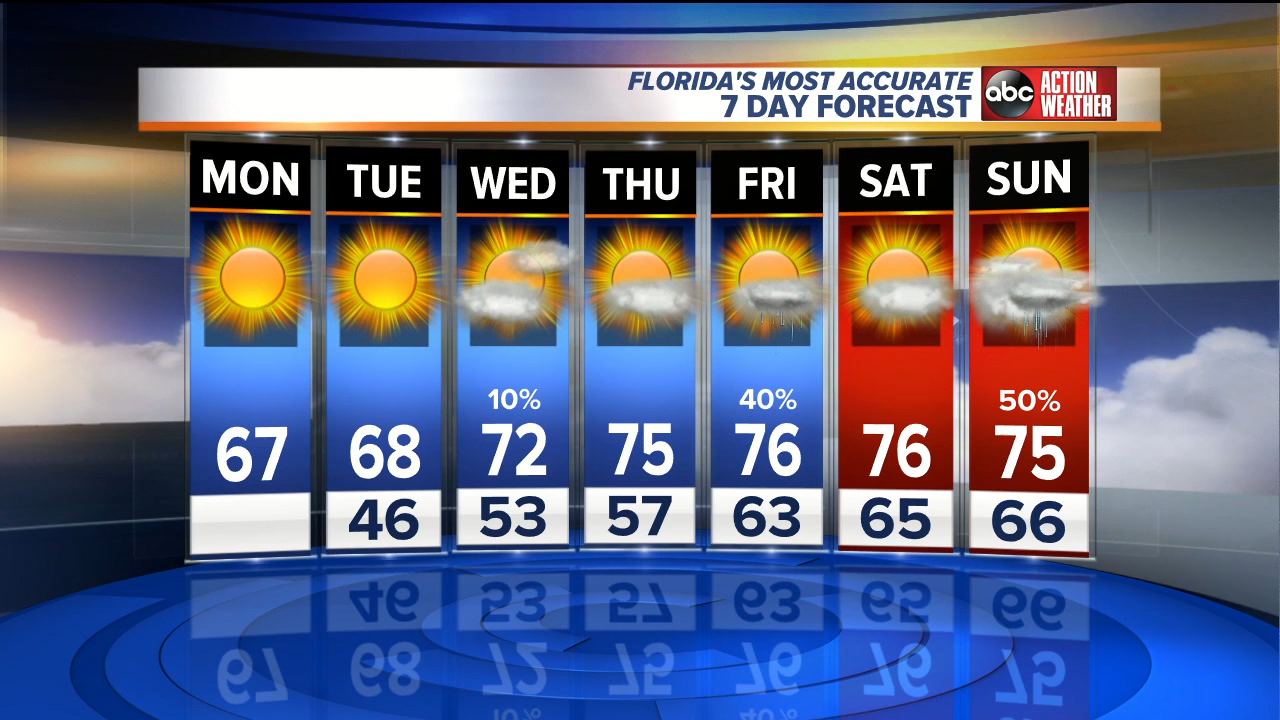 FLORIDA'S MOST ACCURATE
7 DAY FORECAST
abc ACTION WEATHER
MON TUE WED THU FRI SAT SUN
10% 40% 50%
67 68 72 75 76 76 75
46 53 57 63 65 66